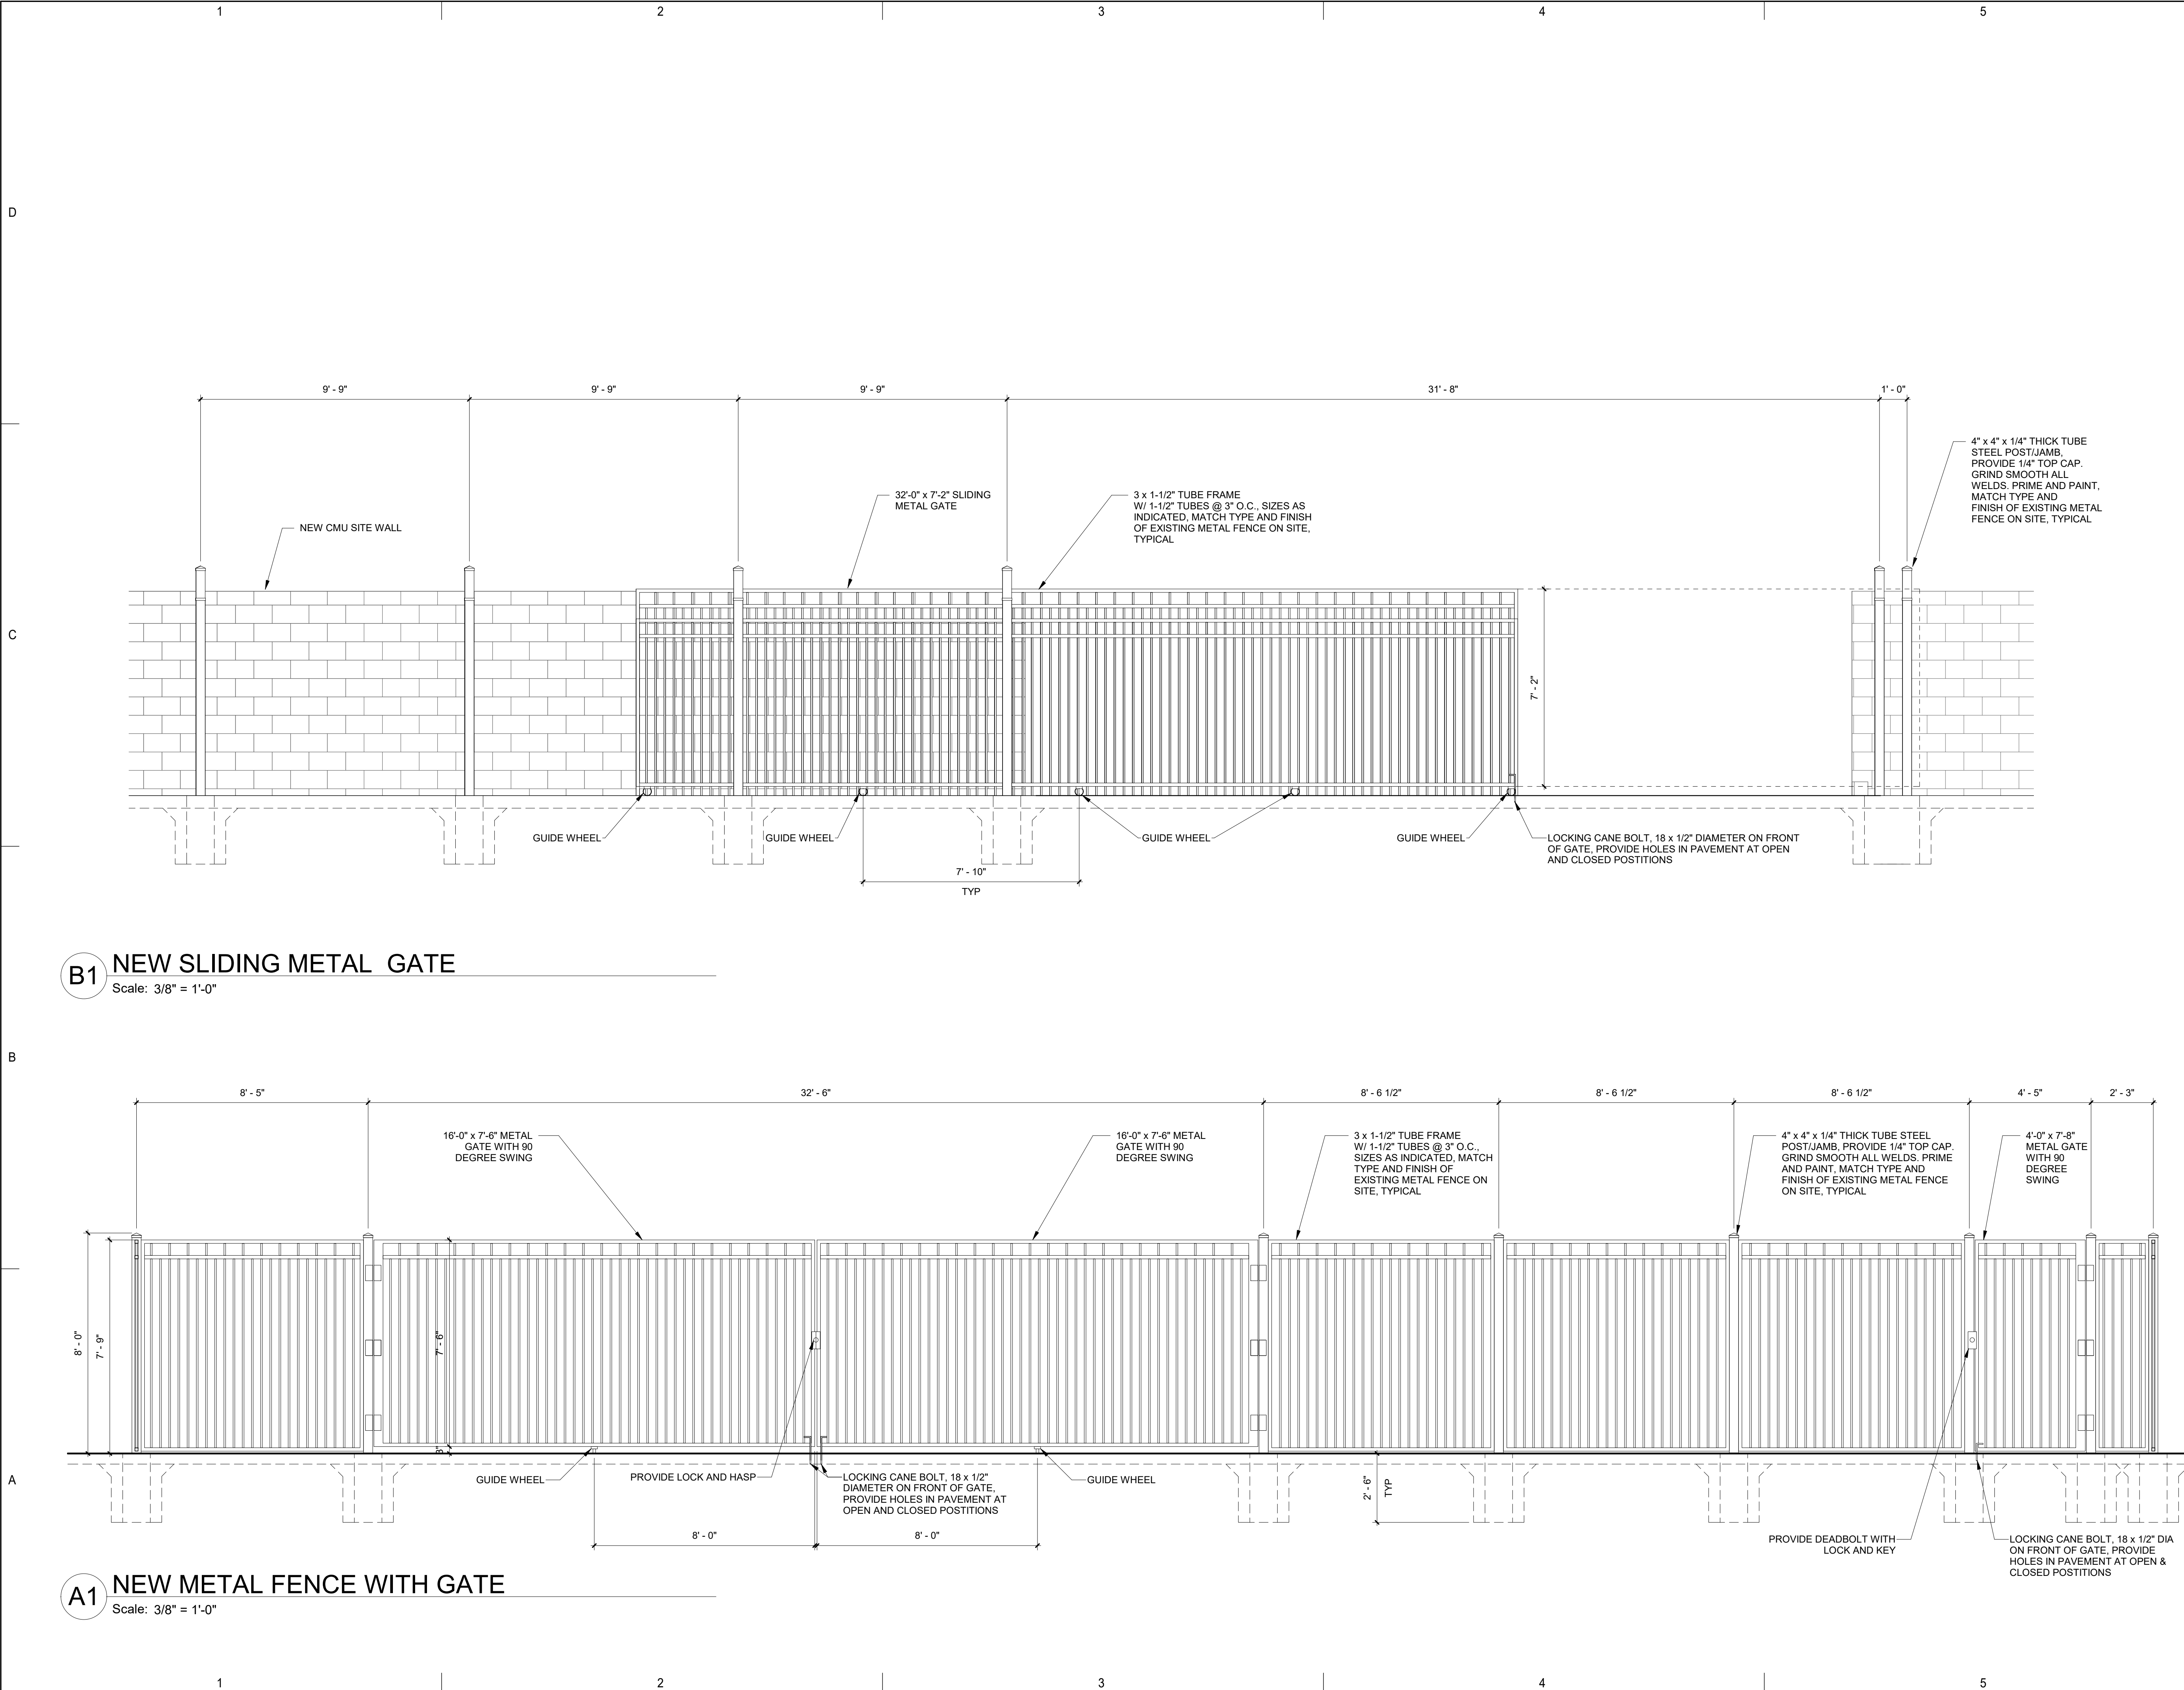 1 2 3 4 5
D
C
B
A
9' - 9" 9' - 9" 9' - 9" 31' - 8" 1' - 0"
4" x 4" x 1/4" THICK TUBE
STEEL POST/JAMB,
PROVIDE 1/4" TOP CAP.
GRIND SMOOTH ALL
WELDS. PRIME AND PAINT,
MATCH TYPE AND
FINISH OF EXISTING METAL
FENCE ON SITE, TYPICAL
NEW CMU SITE WALL
32'-0" x 7'-2" SLIDING
METAL GATE
3 x 1-1/2" TUBE FRAME
W/ 1-1/2" TUBES @ 3" O.C., SIZES AS
INDICATED, MATCH TYPE AND FINISH
OF EXISTING METAL FENCE ON SITE,
TYPICAL
7' - 2"
GUIDE WHEEL
GUIDE WHEEL
GUIDE WHEEL
GUIDE WHEEL
LOCKING CANE BOLT, 18 x 1/2" DIAMETER ON FRONT
OF GATE, PROVIDE HOLES IN PAVEMENT AT OPEN
AND CLOSED POSTITIONS
7' - 10"
TYP
B1 NEW SLIDING METAL GATE
Scale: 3/8" = 1'-0"
8' - 5" 32' - 6" 8' - 6 1/2" 8' - 6 1/2" 8' - 6 1/2" 4' - 5" 2' - 3"
16'-0" x 7'-6" METAL
GATE WITH 90
DEGREE SWING
16'-0" x 7'-6" METAL
GATE WITH 90
DEGREE SWING
3 x 1-1/2" TUBE FRAME
W/ 1-1/2" TUBES @ 3" O.C.,
SIZES AS INDICATED, MATCH
TYPE AND FINISH OF
EXISTING METAL FENCE ON
SITE, TYPICAL
4" x 4" x 1/4" THICK TUBE STEEL
POST/JAMB, PROVIDE 1/4" TOP CAP.
GRIND SMOOTH ALL WELDS. PRIME
AND PAINT, MATCH TYPE AND
FINISH OF EXISTING METAL FENCE
ON SITE, TYPICAL
4'-0" x 7'-8"
METAL GATE
WITH 90
DEGREE
SWING
8' - 0"
7' - 9"
7' - 6"
3"
GUIDE WHEEL
PROVIDE LOCK AND HASP
LOCKING CANE BOLT, 18 x 1/2"
DIAMETER ON FRONT OF GATE,
PROVIDE HOLES IN PAVEMENT AT
OPEN AND CLOSED POSTITIONS
GUIDE WHEEL
2' - 6"
TYP
8' - 0" 8' - 0"
PROVIDE DEADBOLT WITH
LOCK AND KEY
LOCKING CANE BOLT, 18 x 1/2" DIA
ON FRONT OF GATE, PROVIDE
HOLES IN PAVEMENT AT OPEN &
CLOSED POSTITIONS
A1 NEW METAL FENCE WITH GATE
Scale: 3/8" = 1'-0"
1 2 3 4 5